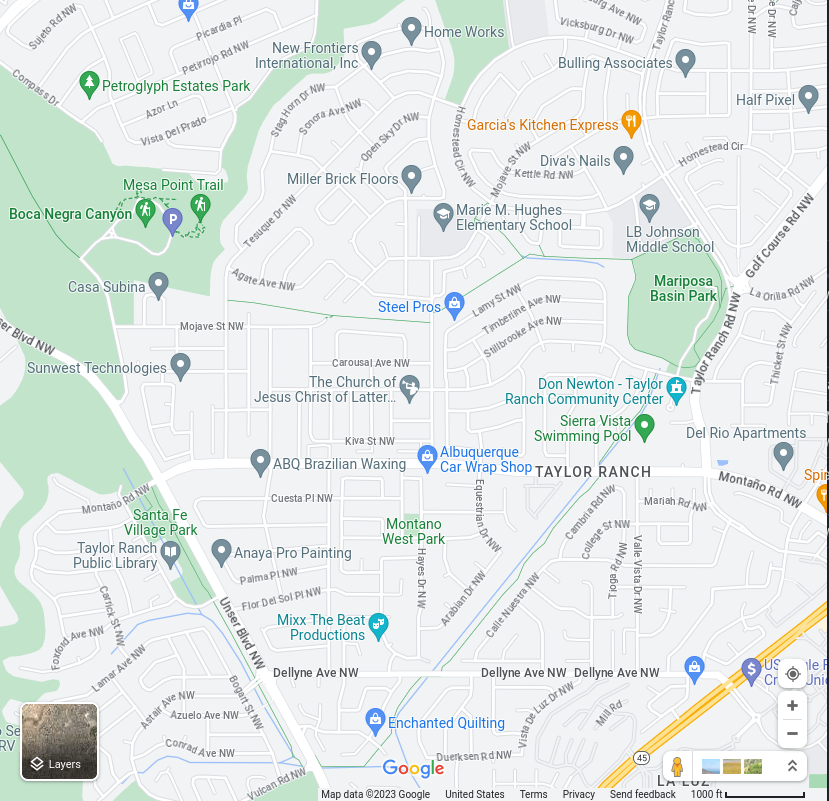 Sujeto Rd NW
Picardia Pl
Petirrojo Rd NW
New Frontiers
International, Inc
Home Works
Vicksburg Dr NW
Taylor Ranc
Bulling Associates
Compass Dr
Petroglyph Estates Park
Azor Ln
Vista Del Prado
Stag Horn Dr NW
Sonora Ave NW
Open Sky Dr NW
Homestead Cir NW
Garcia's Kitchen Express
Half Pixel
Diva's Nails
Homestead Cir
Mojave St NW
Kettle Rd NW
Miller Brick Floors
Mesa Point Trail
Boca Negra Canyon
P
Tesuque Dr NW
Marie M. Hughes
Elementary School
LB Johnson
Middle School
Golf Course Rd NW
Casa Subina
Agate Ave NW
Mariposa
Basin Park
La Orilla Rd NW
Steel Pros
Lamy St NW
Timberline Ave NW
Stillbrooke Ave NW
ser Blvd NW
Mojave St NW
Taylor Ranch Rd NW
Thicket St NW
Sunwest Technologies
Carousal Ave NW
The Church of
Jesus Christ of Latter...
Don Newton - Taylor
Ranch Community Center
Sierra Vista
Swimming Pool
Del Rio Apartments
Kiva St NW
ABQ Brazilian Waxing
Albuquerque
Car Wrap Shop
TAYLOR RANCH
Montaño Rd NW
Spin
Montaño Rd NW
Cuesta Pl NW
Equestrian Dr NW
Cambria Rd NW
Mariah Rd NW
Santa Fe
Village Park
Montano
West Park
College St NW
Taylor Ranch
Public Library
Anaya Pro Painting
Hayes Dr NW
Tioga Rd NW
Valle Vista Dr NW
Palma Pl NW
Flor Del Sol Pl NW
Arabian Dr NW
Calle Nuestra NW
Carrick St NW
Foxford Ave NW
Unser Blvd NW
Mixx The Beat
Productions
Lamar Ave NW
Dellyne Ave NW
Dellyne Ave NW
Dellyne Ave NW
Astair Ave NW
Azuelo Ave NW
Bogart St NW
Vista De Luz Dr NW
Mill Rd
Enchanted Quilting
Conrad Ave NW
Duerksen Rd NW
Vulcan Rd NW
45
RV
Layers
Google
LA LUZ
Map data ©2023 Google
United States
Terms
Privacy
Send feedback
1000 ft